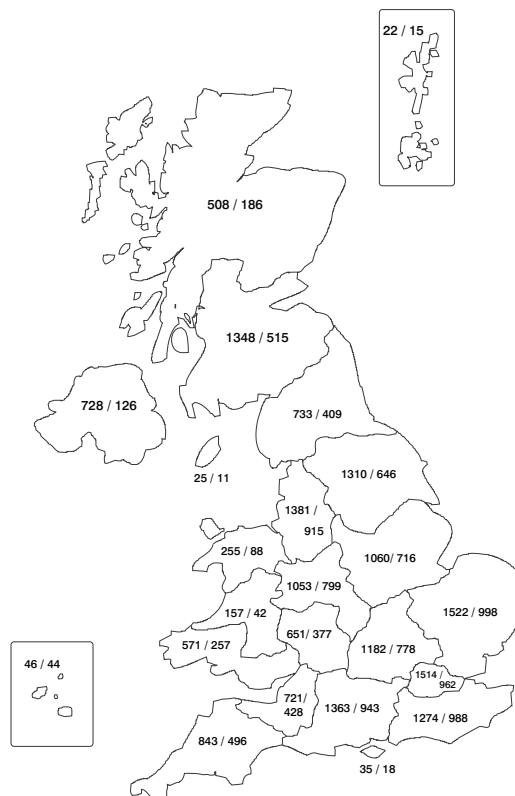 22 / 15
508 / 186
1348 / 515
728 / 126
733 / 409
25 / 11
1310 / 646
1381 /
915
255 / 88
1060/ 716
1053 / 799
157 / 42
1522 / 998
571 / 257
651 / 377
1182 / 778
46 / 44
1514 /
962
721/
428
1363 / 943
1274 / 988
843 / 496
35 / 18